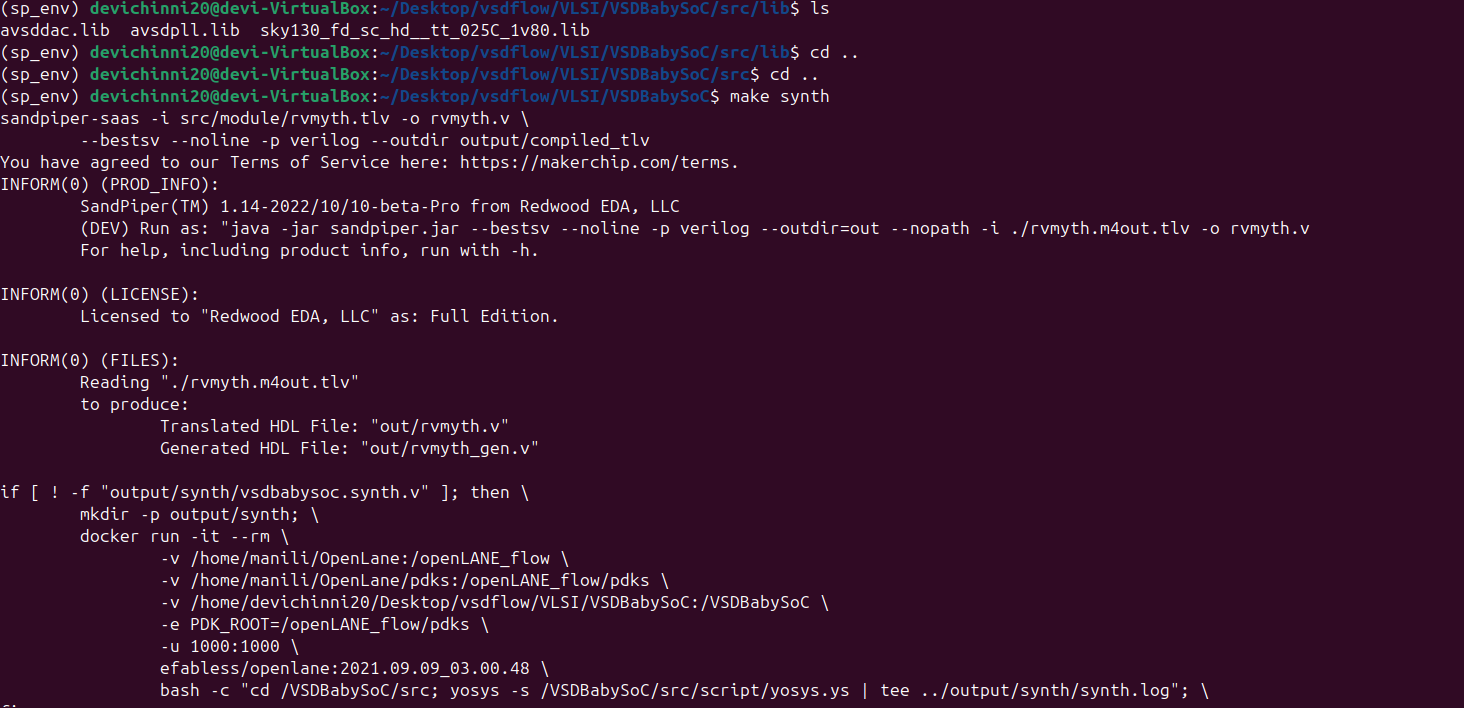 (sp_env) devichinni20@devi-VirtualBox:~/Desktop/vsdflow/VLSI/VSDBabySoC/src/lib$ ls
avsddac.lib  avsdpll.lib  sky130_fd_sc_hd__tt_025C_1v80.lib
(sp_env) devichinni20@devi-VirtualBox:~/Desktop/vsdflow/VLSI/VSDBabySoC/src/lib$ cd ..
(sp_env) devichinni20@devi-VirtualBox:~/Desktop/vsdflow/VLSI/VSDBabySoC/src$ cd ..
(sp_env) devichinni20@devi-VirtualBox:~/Desktop/vsdflow/VLSI/VSDBabySoC$ make synth
sandpiper-saas -i src/module/rvmyth.tlv -o rvmyth.v \
        --bestsv --noline -p verilog --outdir output/compiled_tlv
You have agreed to our Terms of Service here: https://makerchip.com/terms.
INFORM(0) (PROD_INFO):
        SandPiper(TM) 1.14-2022/10/10-beta-Pro from Redwood EDA, LLC
        (DEV) Run as: "java -jar sandpiper.jar --bestsv --noline -p verilog --outdir=out --nopath -i ./rvmyth.m4out.tlv -o rvmyth.v
        For help, including product info, run with -h.

INFORM(0) (LICENSE):
        Licensed to "Redwood EDA, LLC" as: Full Edition.

INFORM(0) (FILES):
        Reading "./rvmyth.m4out.tlv"
        to produce:
                Translated HDL File: "out/rvmyth.v"
                Generated HDL File: "out/rvmyth_gen.v"

if [ ! -f "output/synth/vsdbabysoc.synth.v" ]; then \
        mkdir -p output/synth; \
        docker run -it --rm \
                -v /home/manili/OpenLane:/openLANE_flow \
                -v /home/manili/OpenLane/pdks:/openLANE_flow/pdks \
                -v /home/devichinni20/Desktop/vsdflow/VLSI/VSDBabySoC:/VSDBabySoC \
                -e PDK_ROOT=/openLANE_flow/pdks \
                -u 1000:1000 \
                efabless/openlane:2021.09.09_03.00.48 \
                bash -c "cd /VSDBabySoC/src; yosys -s /VSDBabySoC/src/script/yosys.ys | tee ../output/synth/synth.log"; \